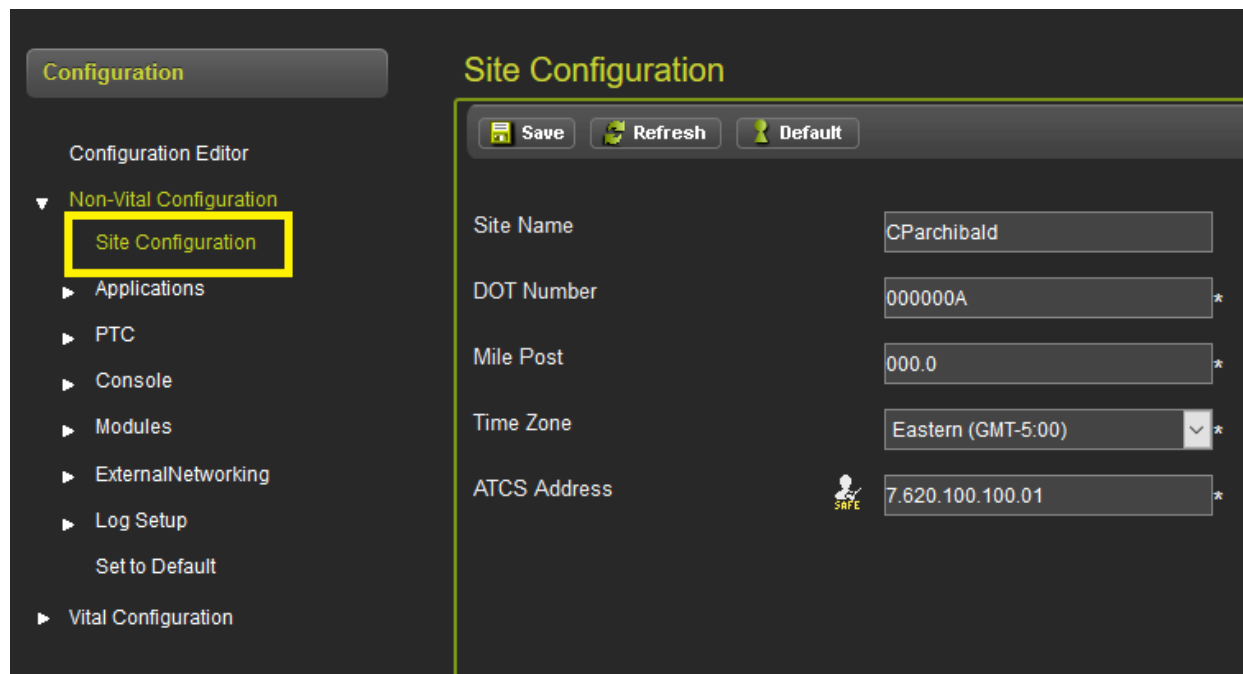 Configuration
Configuration Editor
Non-Vital Configuration
Site Configuration
Applications
PTC
Console
Modules
ExternalNetworking
Log Setup
Set to Default
Vital Configuration
Site Configuration
Save Refresh Default
Site Name CParchibald
DOT Number 000000A *
Mile Post 000.0 *
Time Zone Eastern (GMT-5:00) *
ATCS Address SAFE 7.620.100.100.01 *